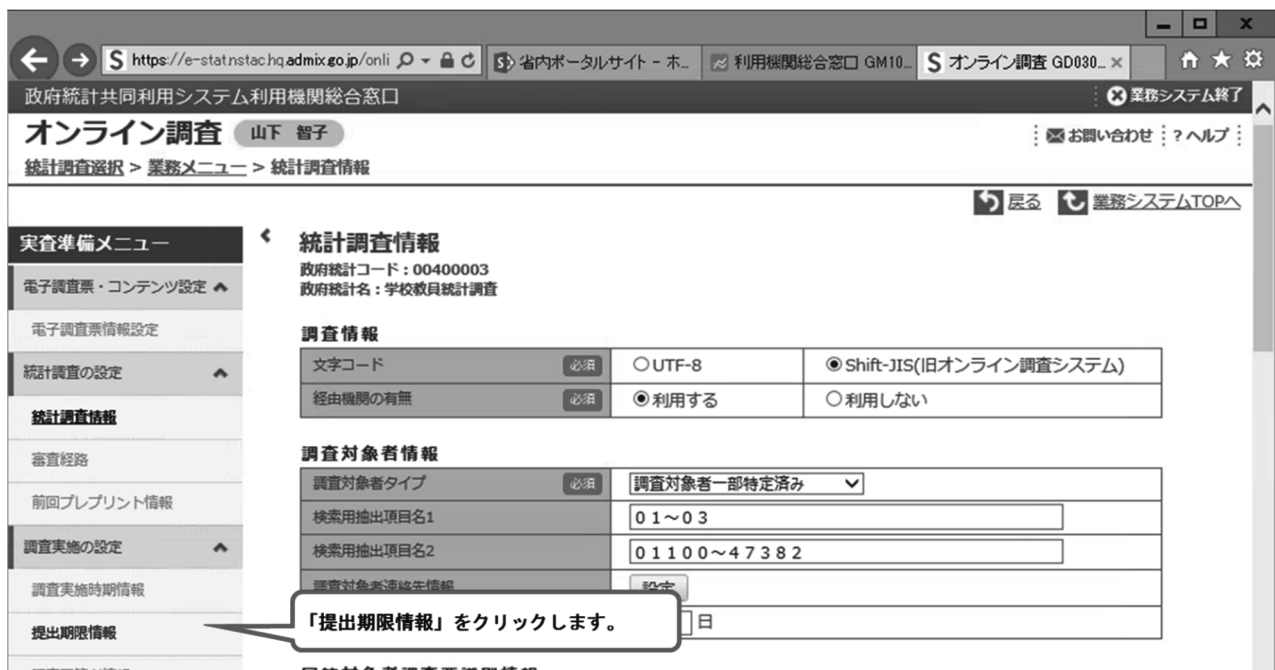 https://e-stat.nstac.hq.admix.go.jp/onli
省内ポータルサイト - ホ...
利用機関総合窓口 GM10...
オンライン調査 GD030...
政府統計共同利用システム利用機関総合窓口
業務システム終了
オンライン調査 山下 智子
お問い合わせ ? ヘルプ
統計調査選択 > 業務メニュー > 統計調査情報
戻る 業務システムTOPへ
実査準備メニュー
電子調査票・コンテンツ設定
電子調査票情報設定
統計調査の設定
統計調査情報
審査経路
前回プレプリント情報
調査実施の設定
調査実施時期情報
提出期限情報
統計調査情報
政府統計コード:00400003
政府統計名:学校教員統計調査
調査情報
文字コード 必須 UTF-8 Shift-JIS(旧オンライン調査システム)
経由機関の有無 必須 利用する 利用しない
調査対象者情報
調査対象者タイプ 必須 調査対象者一部特定済み
検索用抽出項目名1 01~03
検索用抽出項目名2 01100~47382
調査対象者連絡先情報 設定
日
「提出期限情報」をクリックします。